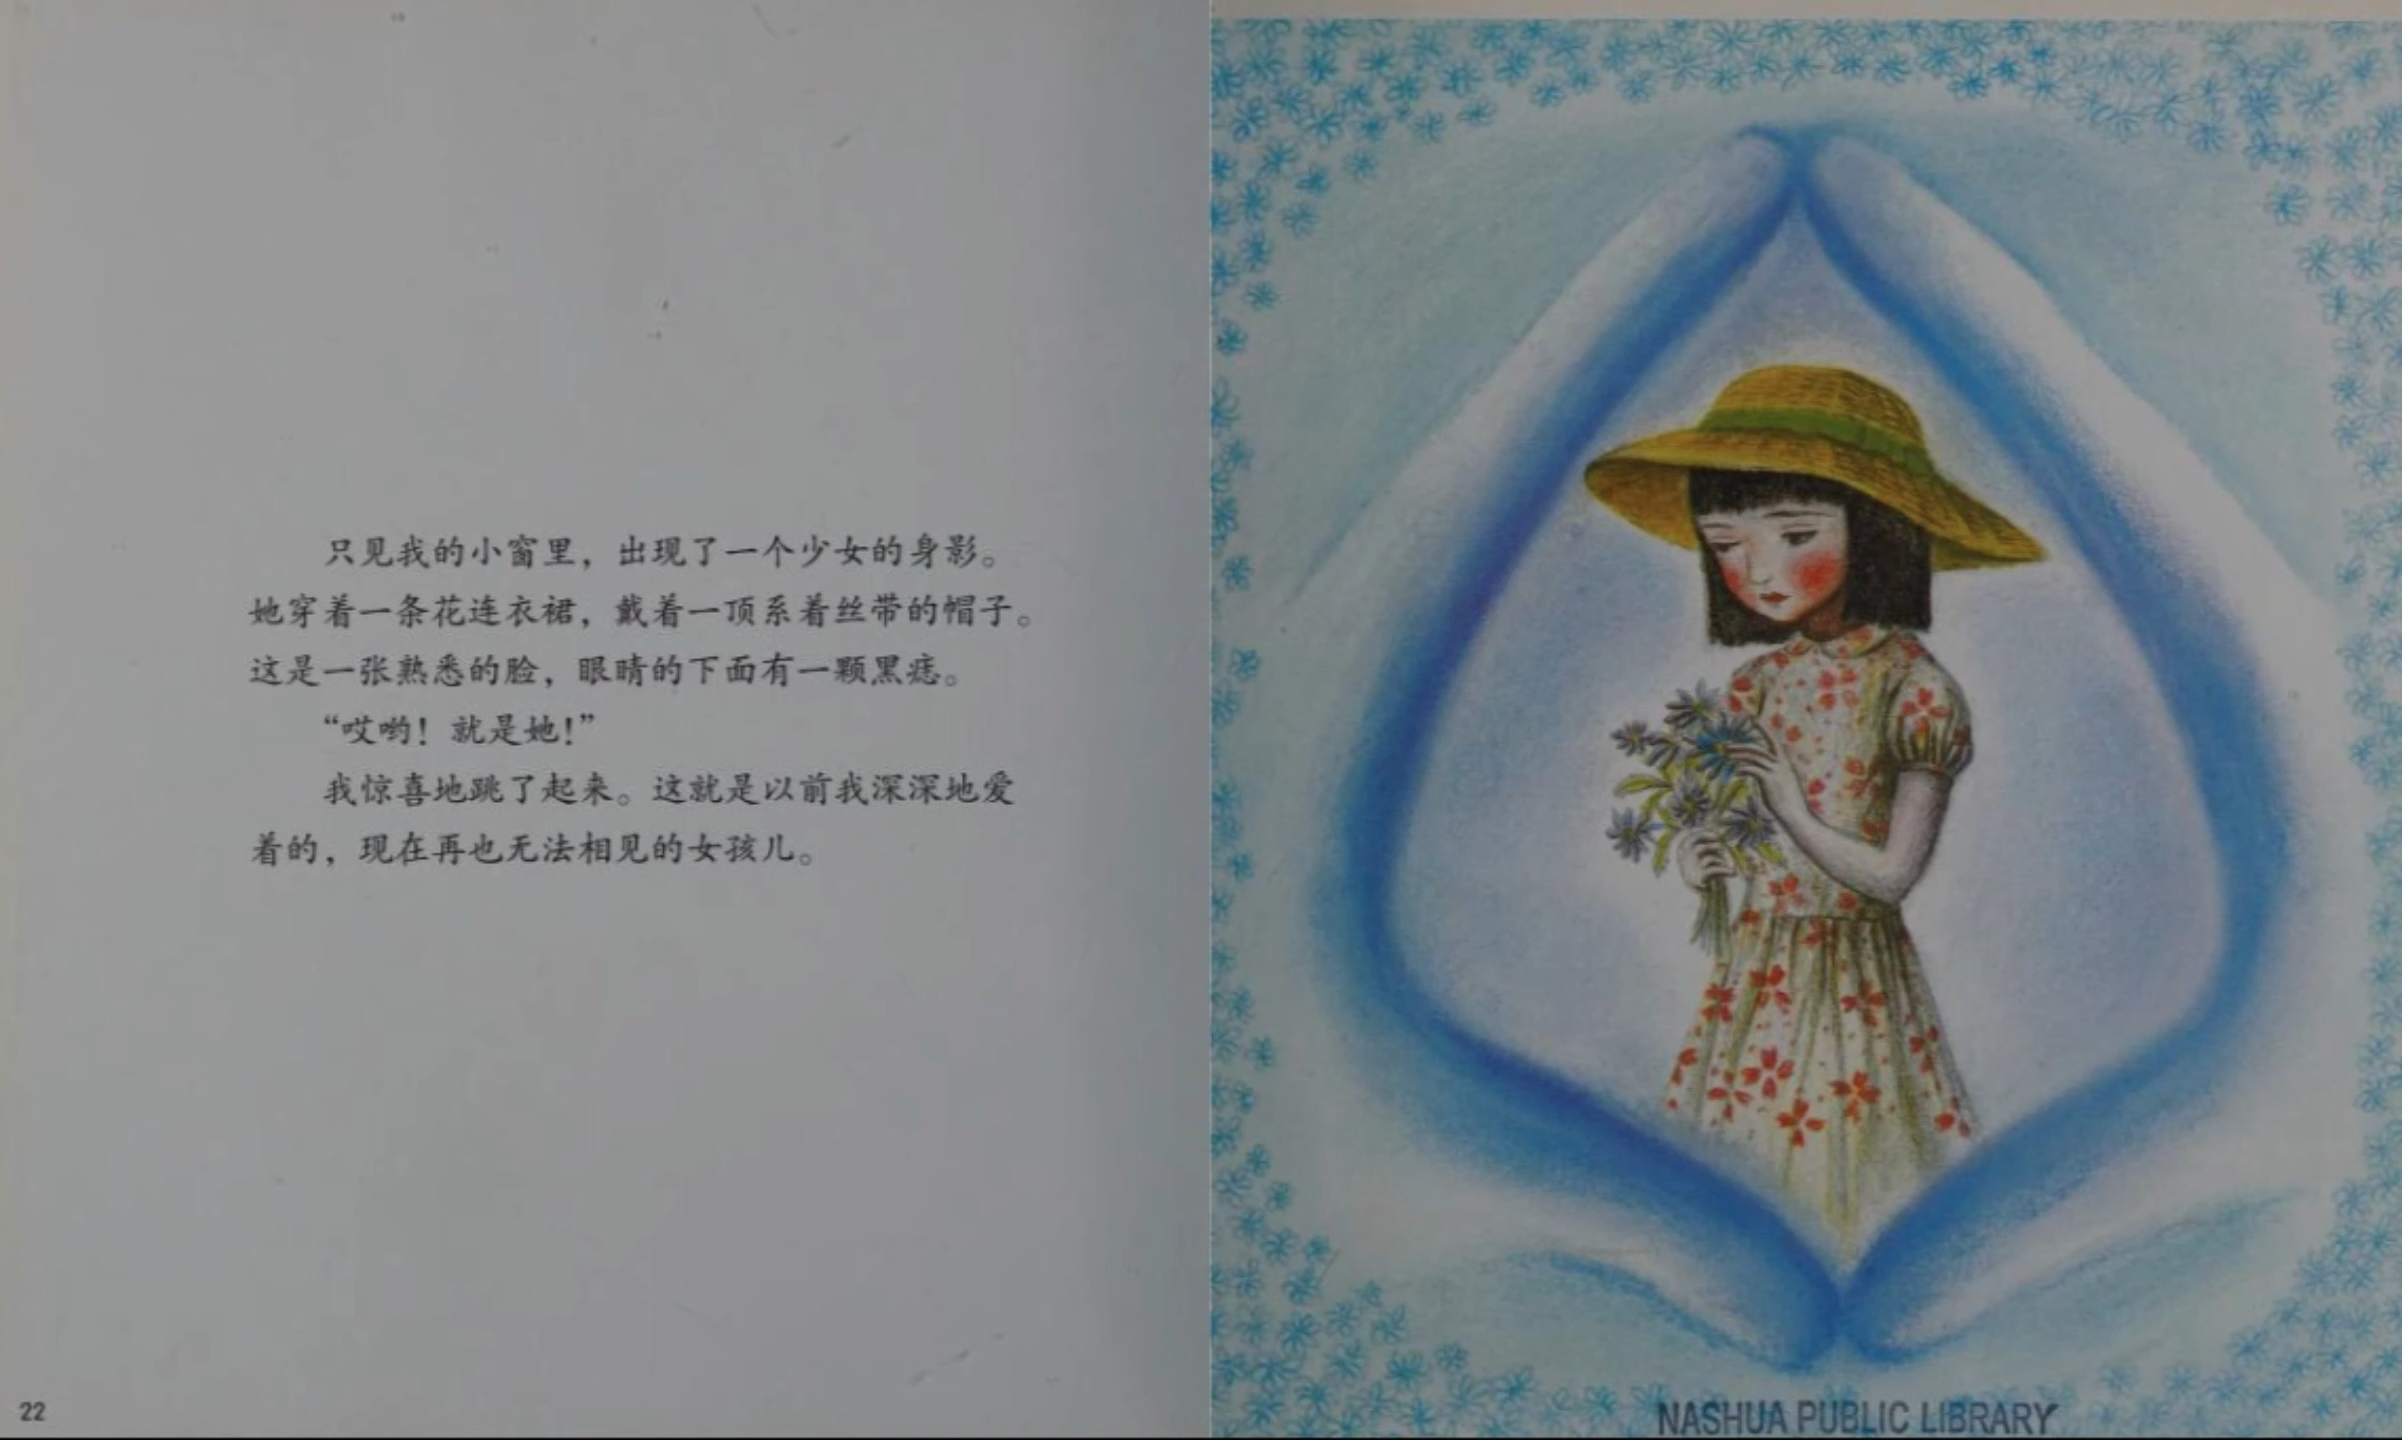 只见我的小窗里，出现了一个少女的身影。
她穿着一条花连衣裙，戴着一顶系着丝带的帽子。
这是一张熟悉的脸，眼睛的下面有一颗黑痣。
“哎哟！就是她！”
我惊喜地跳了起来。这就是以前我深深地爱
着的，现在再也无法相见的女孩儿。
22
NASHUA PUBLIC LIBRARY